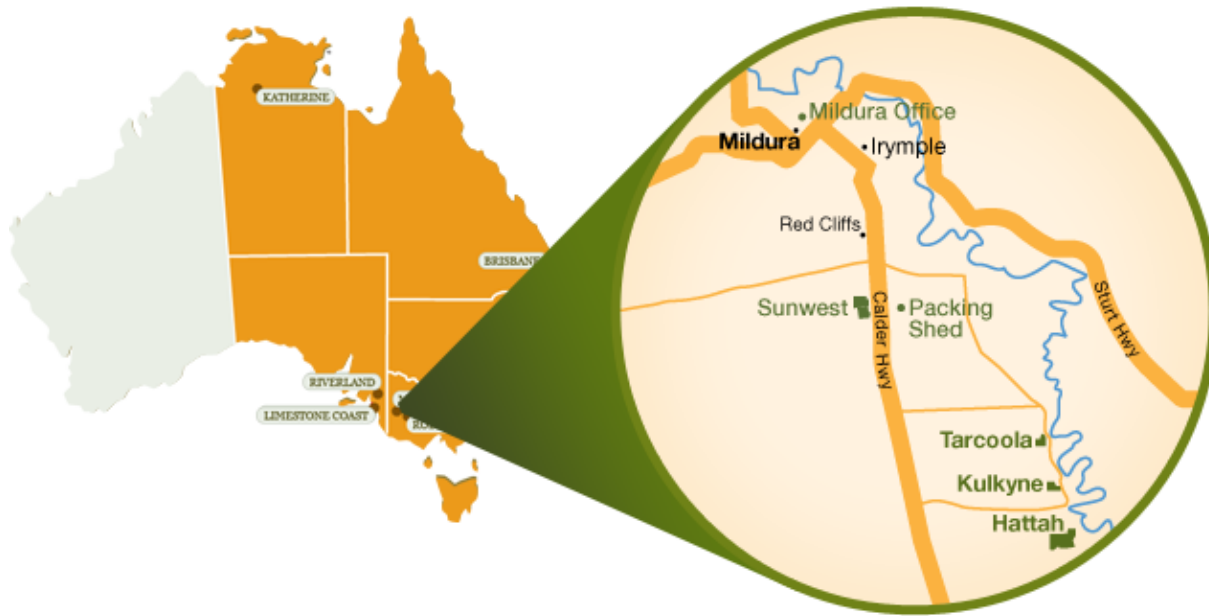 KATHERINE
BRISBANE
RIVERLAND
LIMESTONE COAST
Mildura Office
Mildura
Irymple
Red Cliffs
Sunwest
Packing
Shed
Calder Hwy
Sturt Hwy
Tarcoola
Kulkyne
Hattah